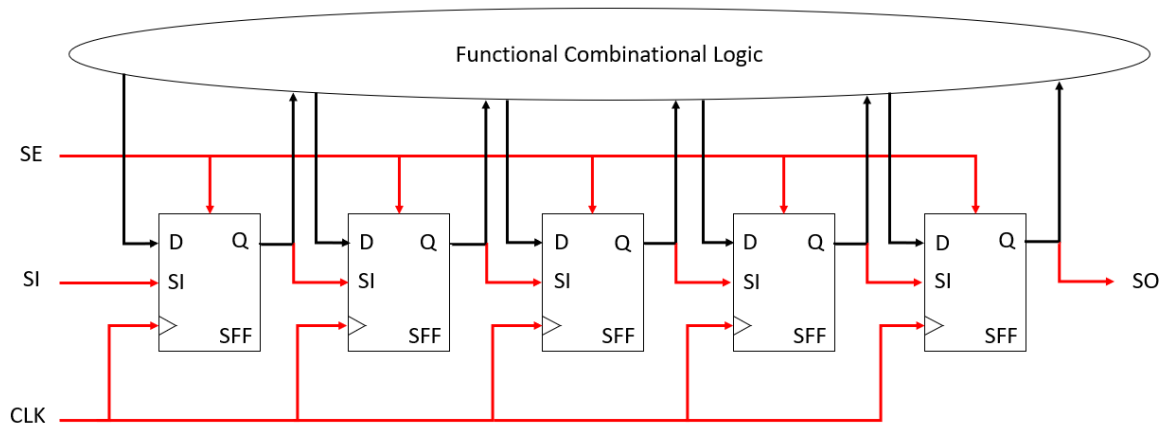 Functional Combinational Logic
SE
D Q D Q D Q D Q D Q
SI SI SI SI SI SI SO
SFF SFF SFF SFF SFF
CLK